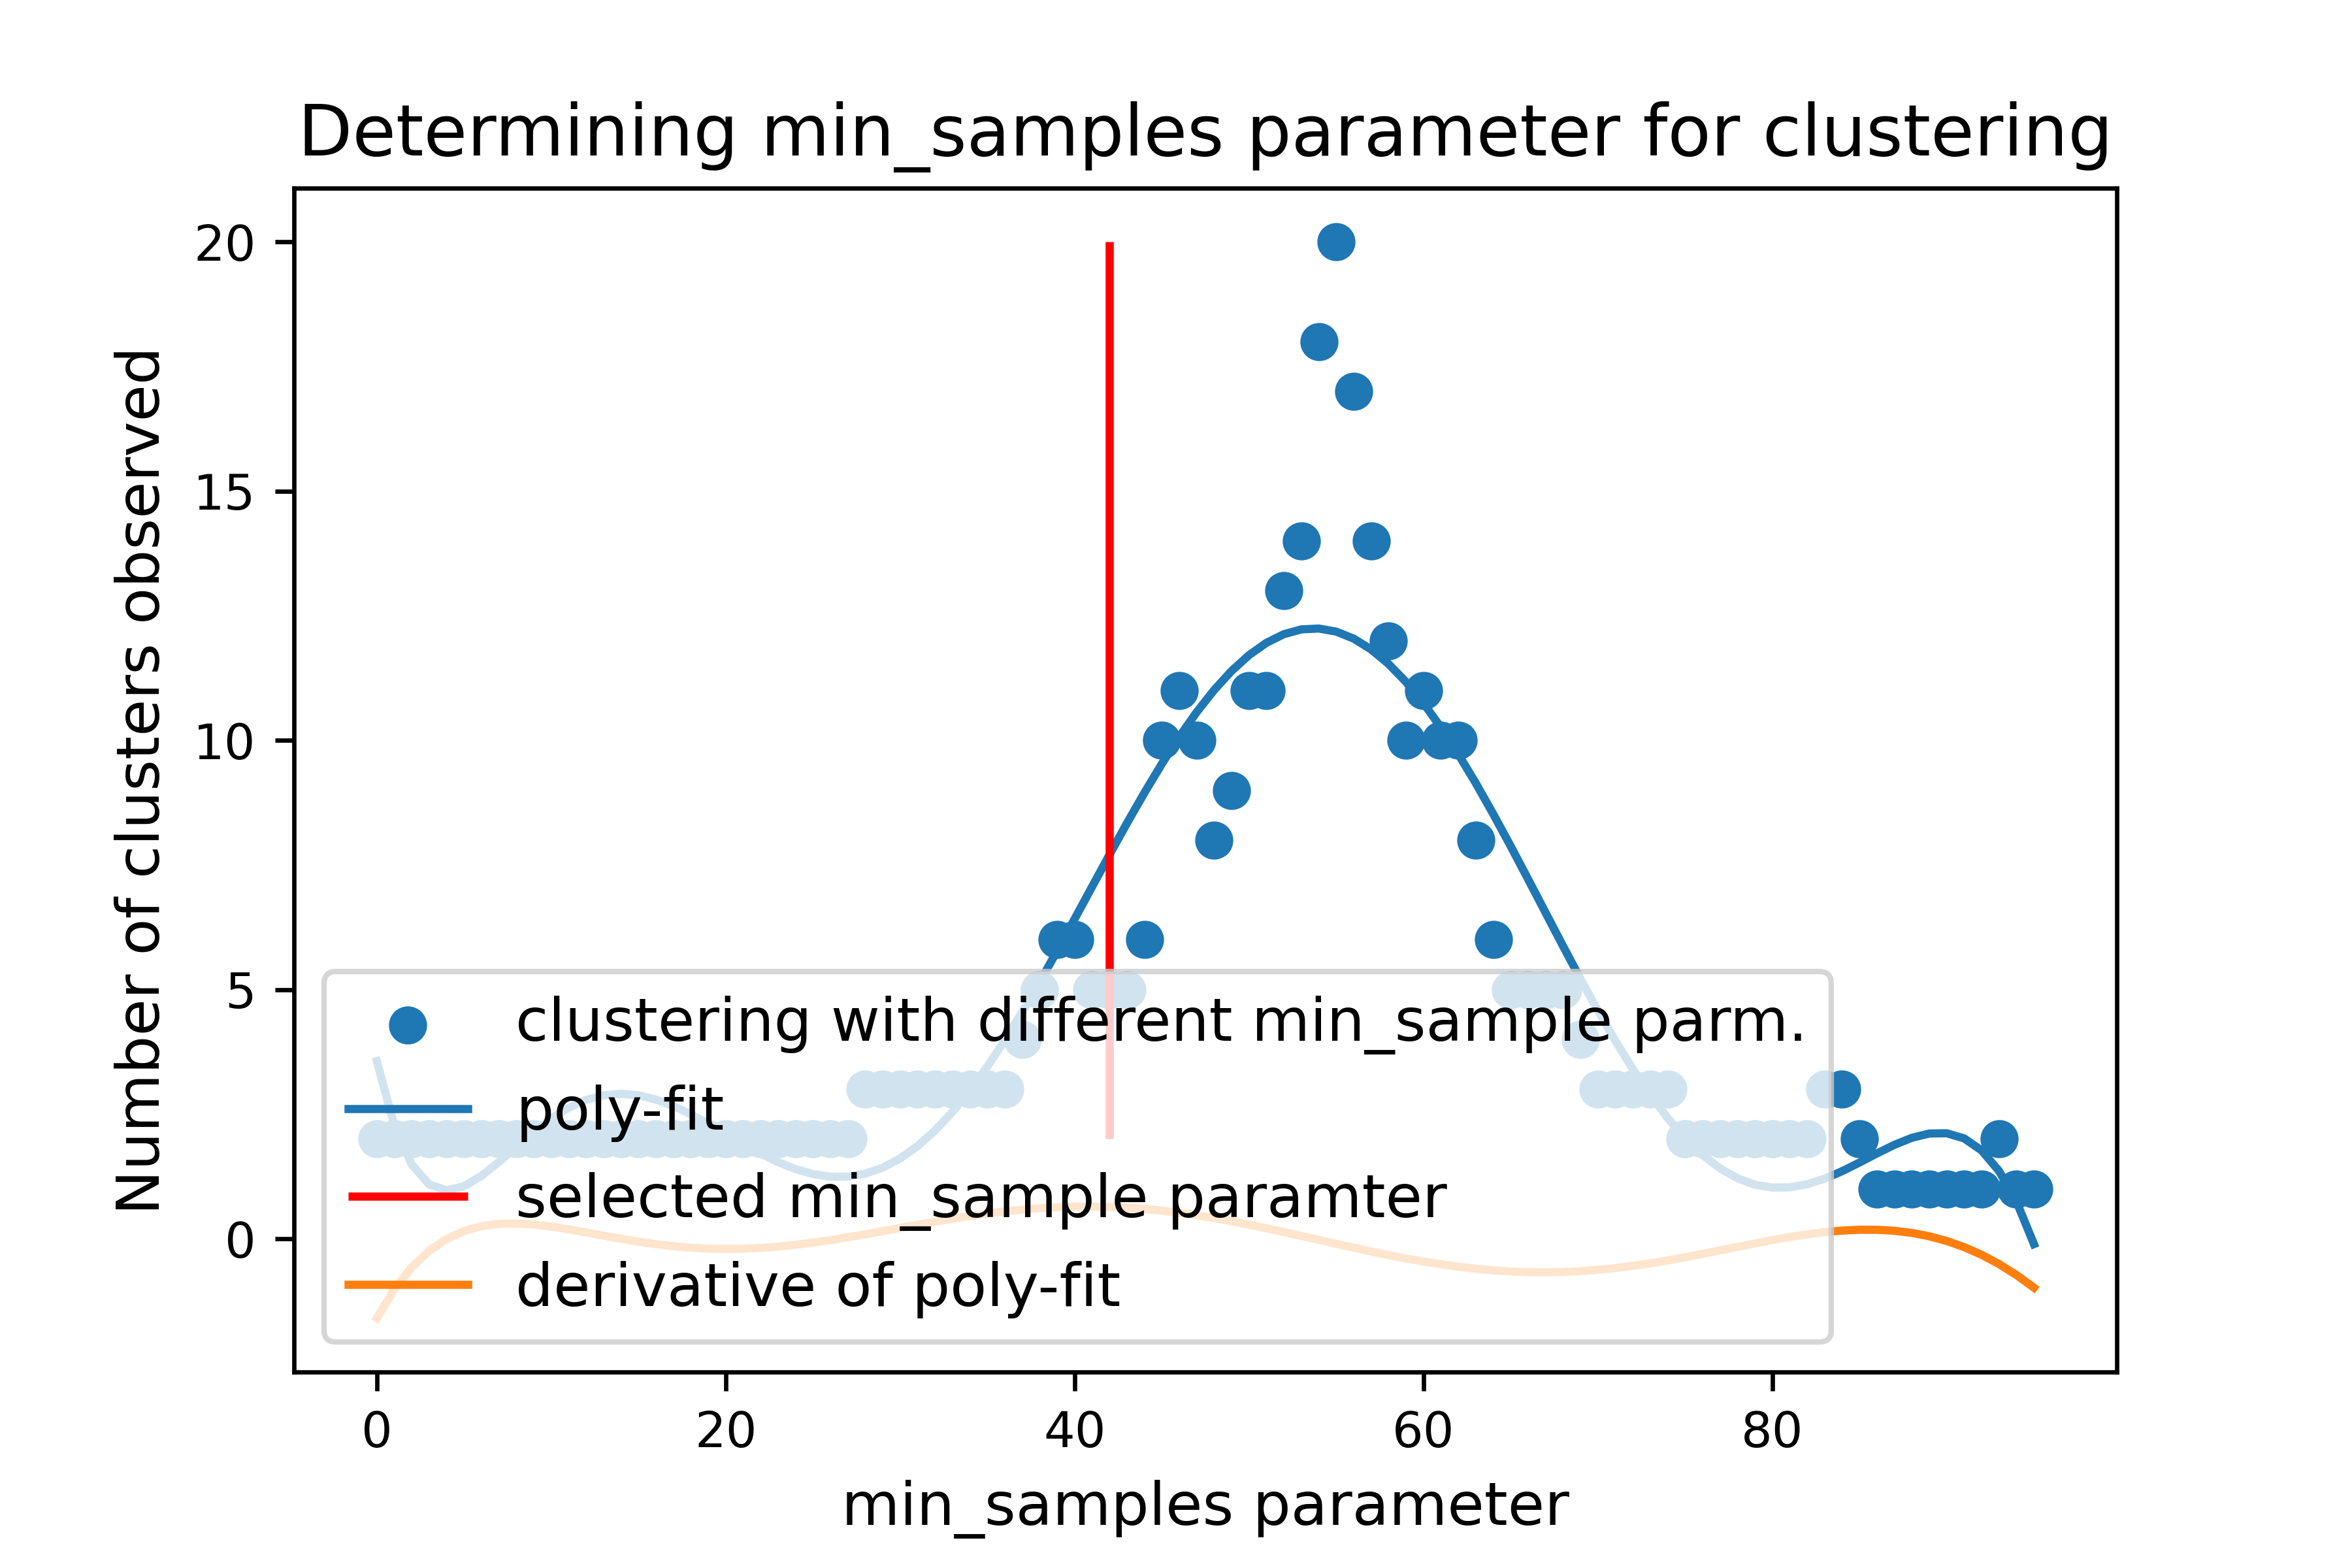 Determining min_samples parameter for clustering
Number of clusters observed
20
15
10
5
0
clustering with different min_sample parm.
poly-fit
selected min_sample paramter
derivative of poly-fit
0 20 40 60 80
min_samples parameter